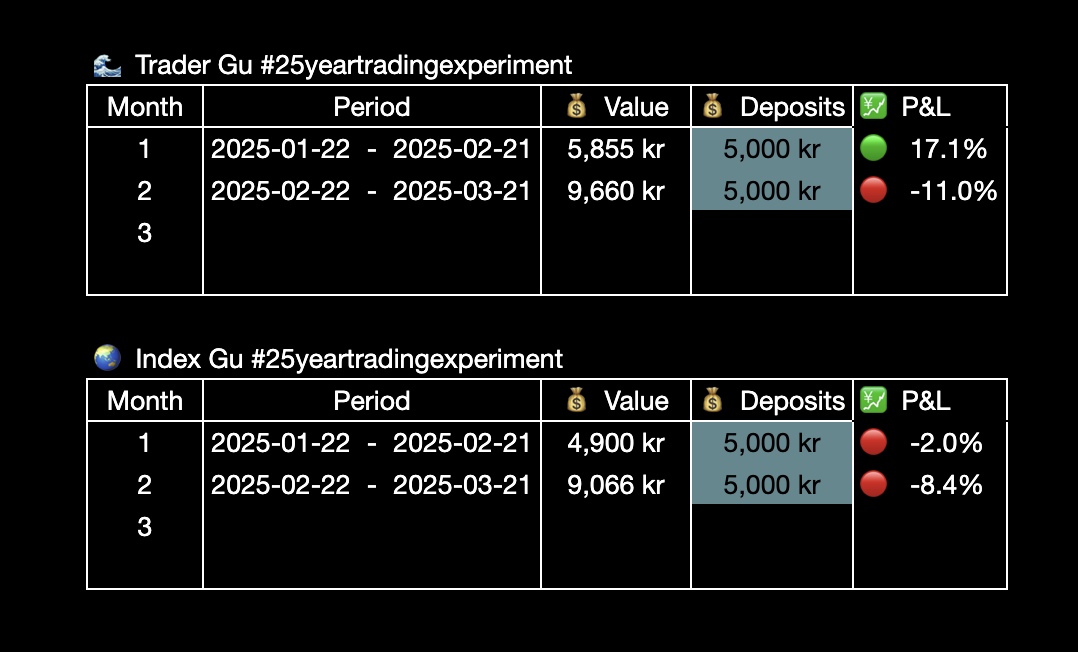 🌊 Trader Gu #25yeartradingexperiment
Month Period 💰 Value 💰 Deposits 💹 P&L
1 2025-01-22 - 2025-02-21 5,855 kr 5,000 kr 🟢 17.1%
2 2025-02-22 - 2025-03-21 9,660 kr 5,000 kr 🔴 -11.0%
3
🌏 Index Gu #25yeartradingexperiment
Month Period 💰 Value 💰 Deposits 💹 P&L
1 2025-01-22 - 2025-02-21 4,900 kr 5,000 kr 🔴 -2.0%
2 2025-02-22 - 2025-03-21 9,066 kr 5,000 kr 🔴 -8.4%
3